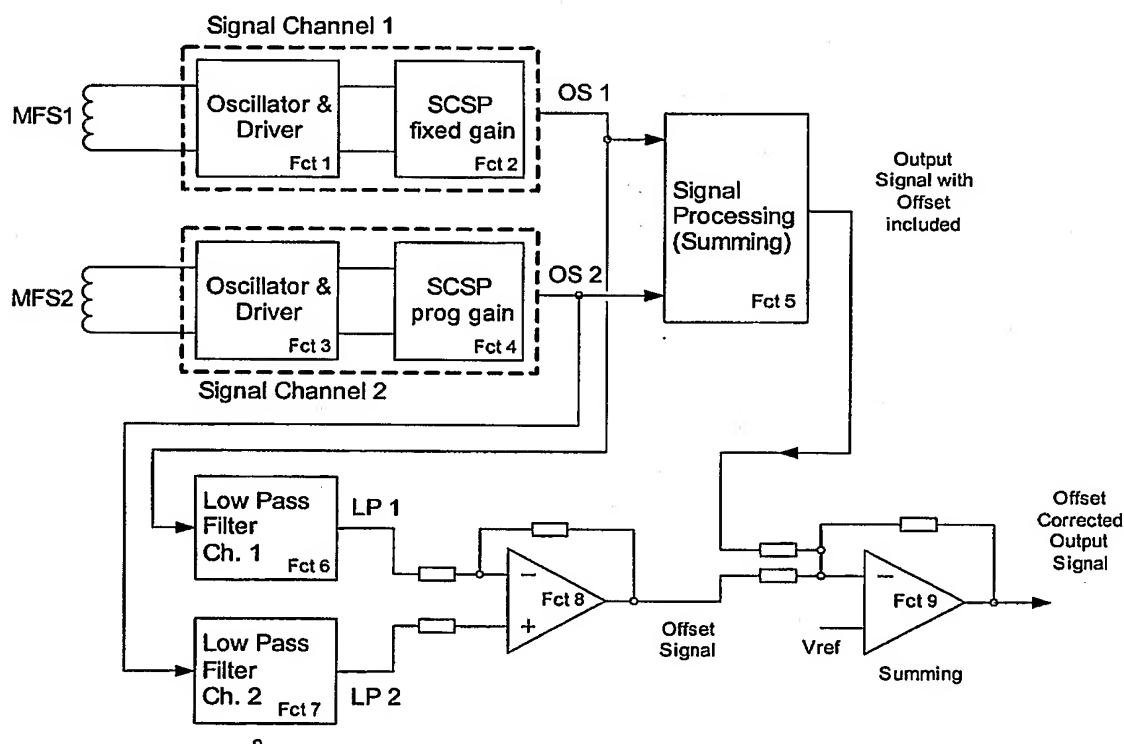 Signal Channel 1
MFS1
Oscillator &
Driver
Fct 1
SCSP
fixed gain
Fct 2
OS 1
Signal
Processing
(Summing)
Fct 5
Output
Signal with
Offset
included
MFS2
Oscillator &
Driver
Fct 3
SCSP
prog gain
Fct 4
OS 2
Signal Channel 2
Low Pass
Filter
Ch. 1
Fct 6
LP 1
Low Pass
Filter
Ch. 2
Fct 7
LP 2
−
+
Fct 8
Offset
Signal
−
Fct 9
Vref
Summing
Offset
Corrected
Output
Signal